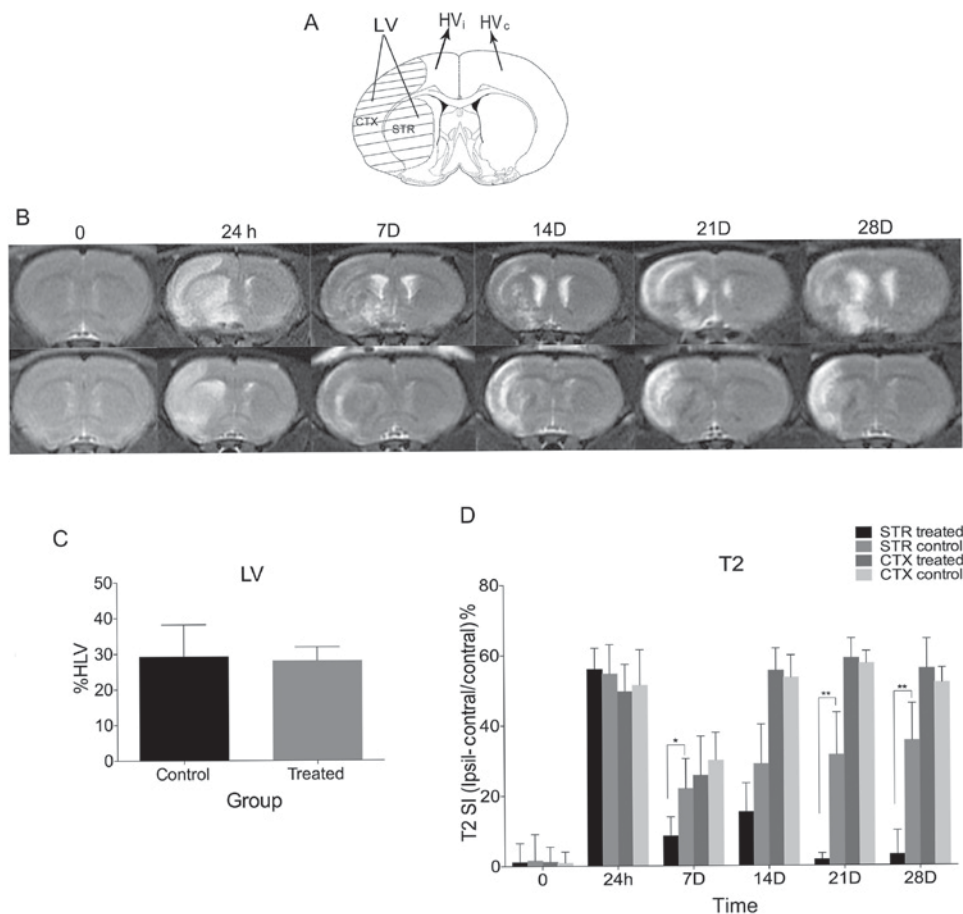 A
LV
HVi
HVc
CTX
STR
B
0 24 h 7D 14D 21D 28D
C
LV
%HLV
50
40
30
20
10
0
Control Treated
Group
D
STR treated
STR control
CTX treated
CTX control
T2
T2 SI (Ipsil-contral/contral) %
80
60
40
20
0
*
**
**
0 24h 7D 14D 21D 28D
Time